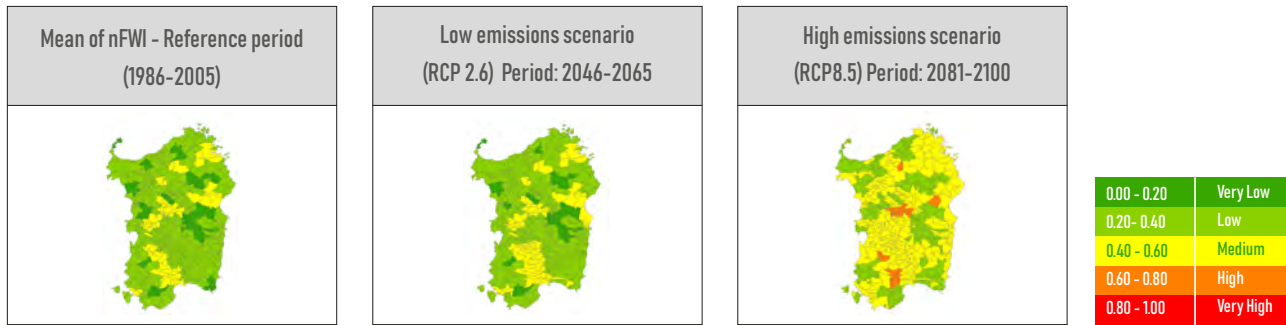 Mean of nFWI - Reference period
(1986-2005)
Low emissions scenario
(RCP 2.6) Period: 2046-2065
High emissions scenario
(RCP8.5) Period: 2081-2100
0.00 - 0.20 Very Low
0.20- 0.40 Low
0.40 - 0.60 Medium
0.60 - 0.80 High
0.80 - 1.00 Very High